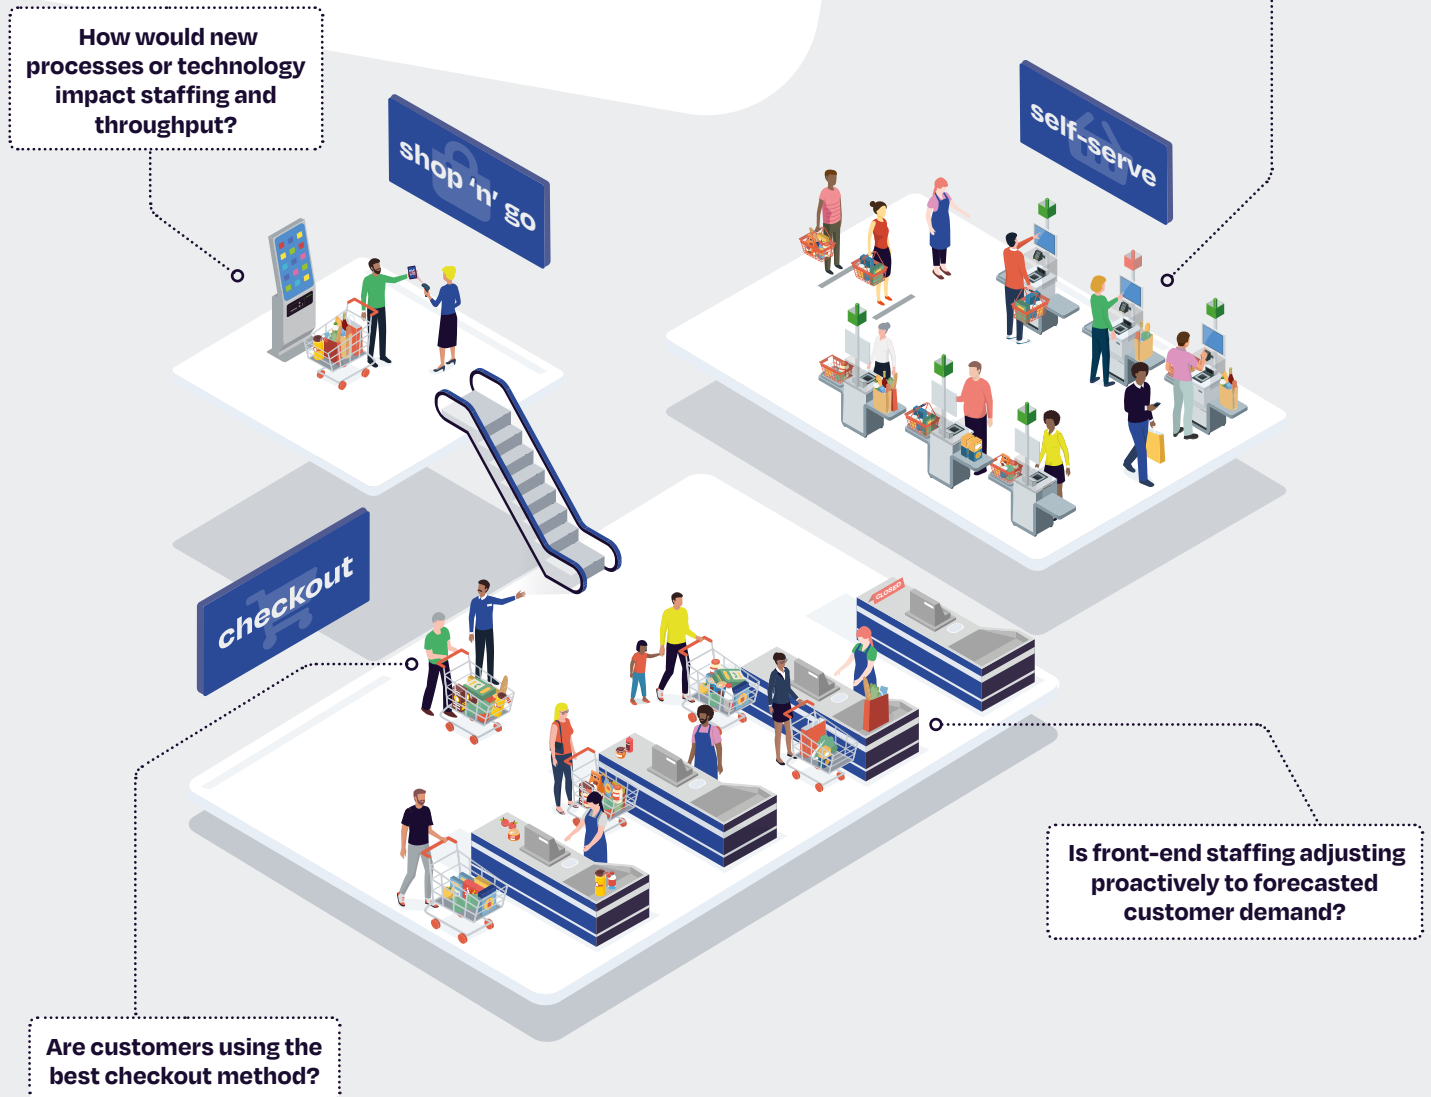 How would new
processes or technology
impact staffing and
throughput?
shop ‘n’ go
self-serve
checkout
CLOSED
Is front-end staffing adjusting
proactively to forecasted
customer demand?
Are customers using the
best checkout method?